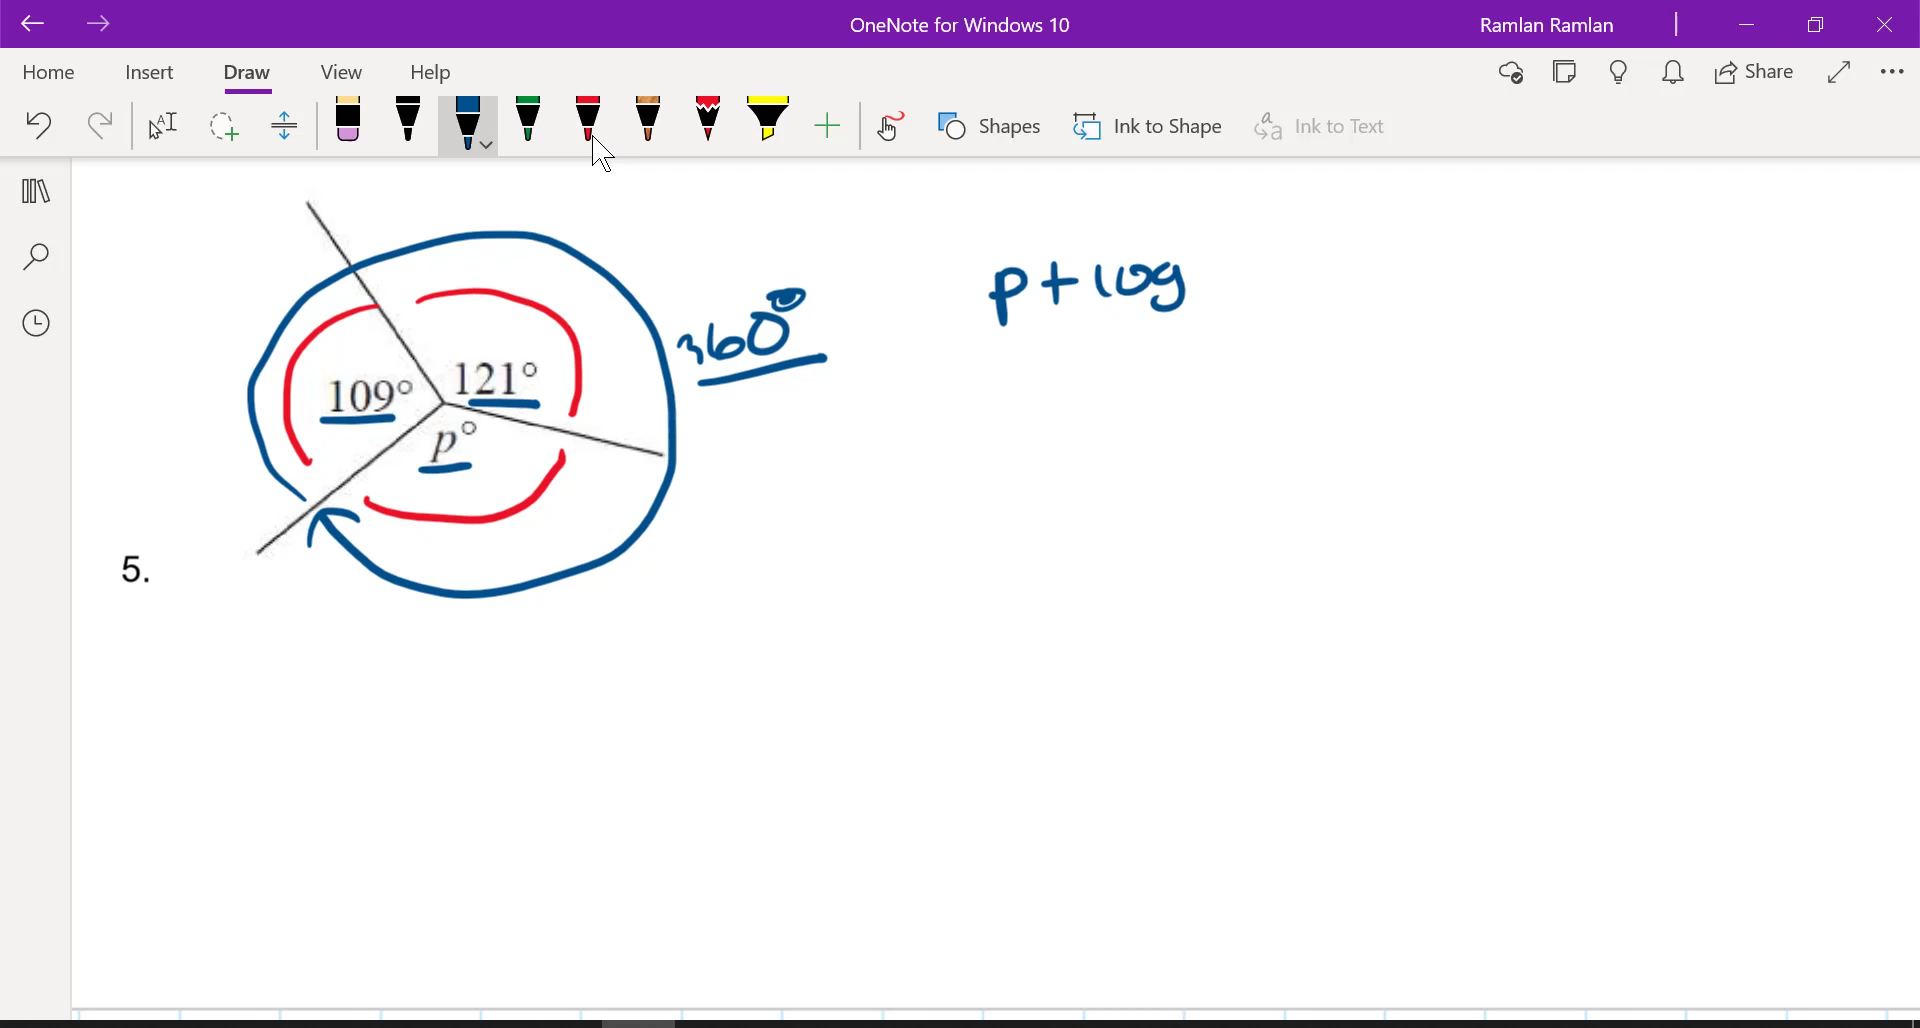 OneNote for Windows 10
Ramlan Ramlan
Home Insert Draw View Help
Share
Shapes Ink to Shape Ink to Text
p+109
360°
121°
109°
p°
5.